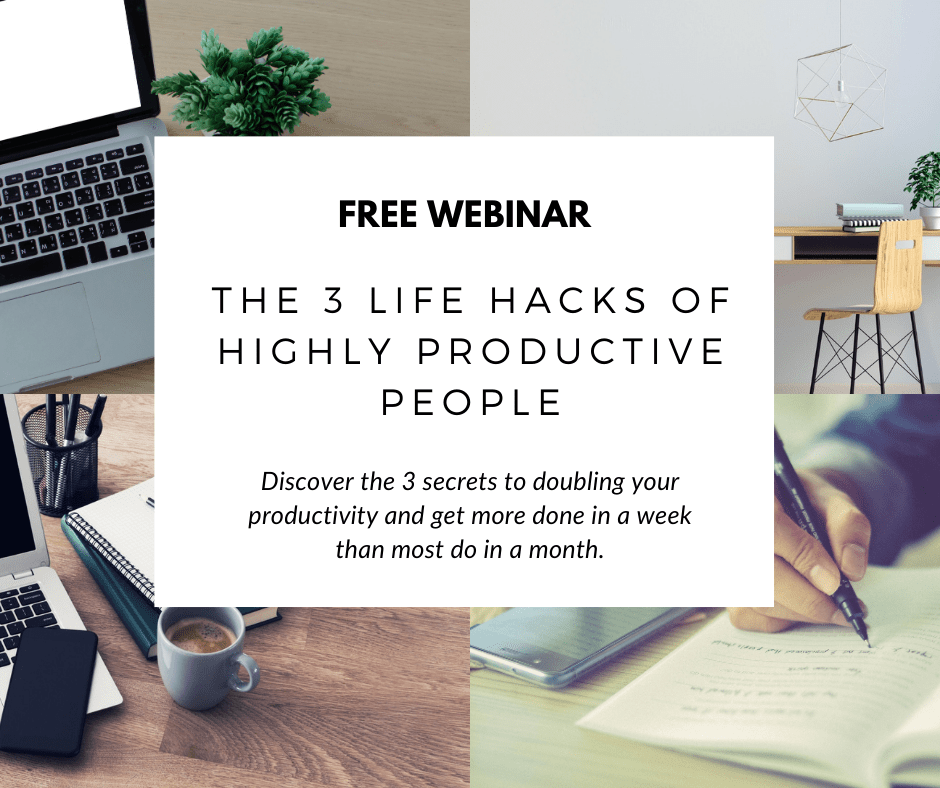 FREE WEBINAR
THE 3 LIFE HACKS OF
HIGHLY PRODUCTIVE
PEOPLE
Discover the 3 secrets to doubling your
productivity and get more done in a week
than most do in a month.